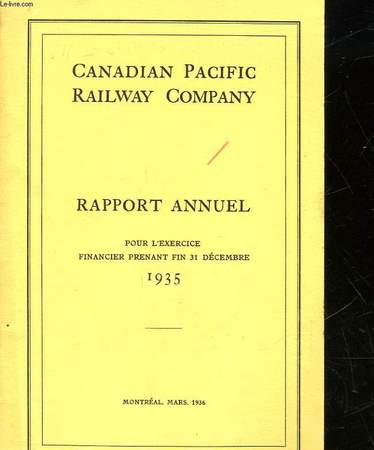 Le-livre.com
CANADIAN PACIFIC
RAILWAY COMPANY
RAPPORT ANNUEL
POUR L'EXERCICE
FINANCIER PRENANT FIN 31 DÉCEMBRE
1935
MONTRÉAL, MARS, 1936